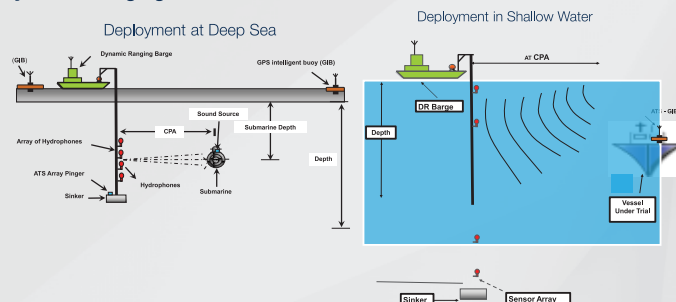 Deployment at Deep Sea
Dynamic Ranging Barge
(GIB)
GPS intelligent buoy (GIB)
Sound Source
CPA
Submarine Depth
Array of Hydrophones
Depth
ATS Array Pinger
Hydrophones
Sinker
Submarine
Deployment in Shallow Water
AT CPA
DR Barge
Depth
Vessel
Under Trial
Sinker
Sensor Array